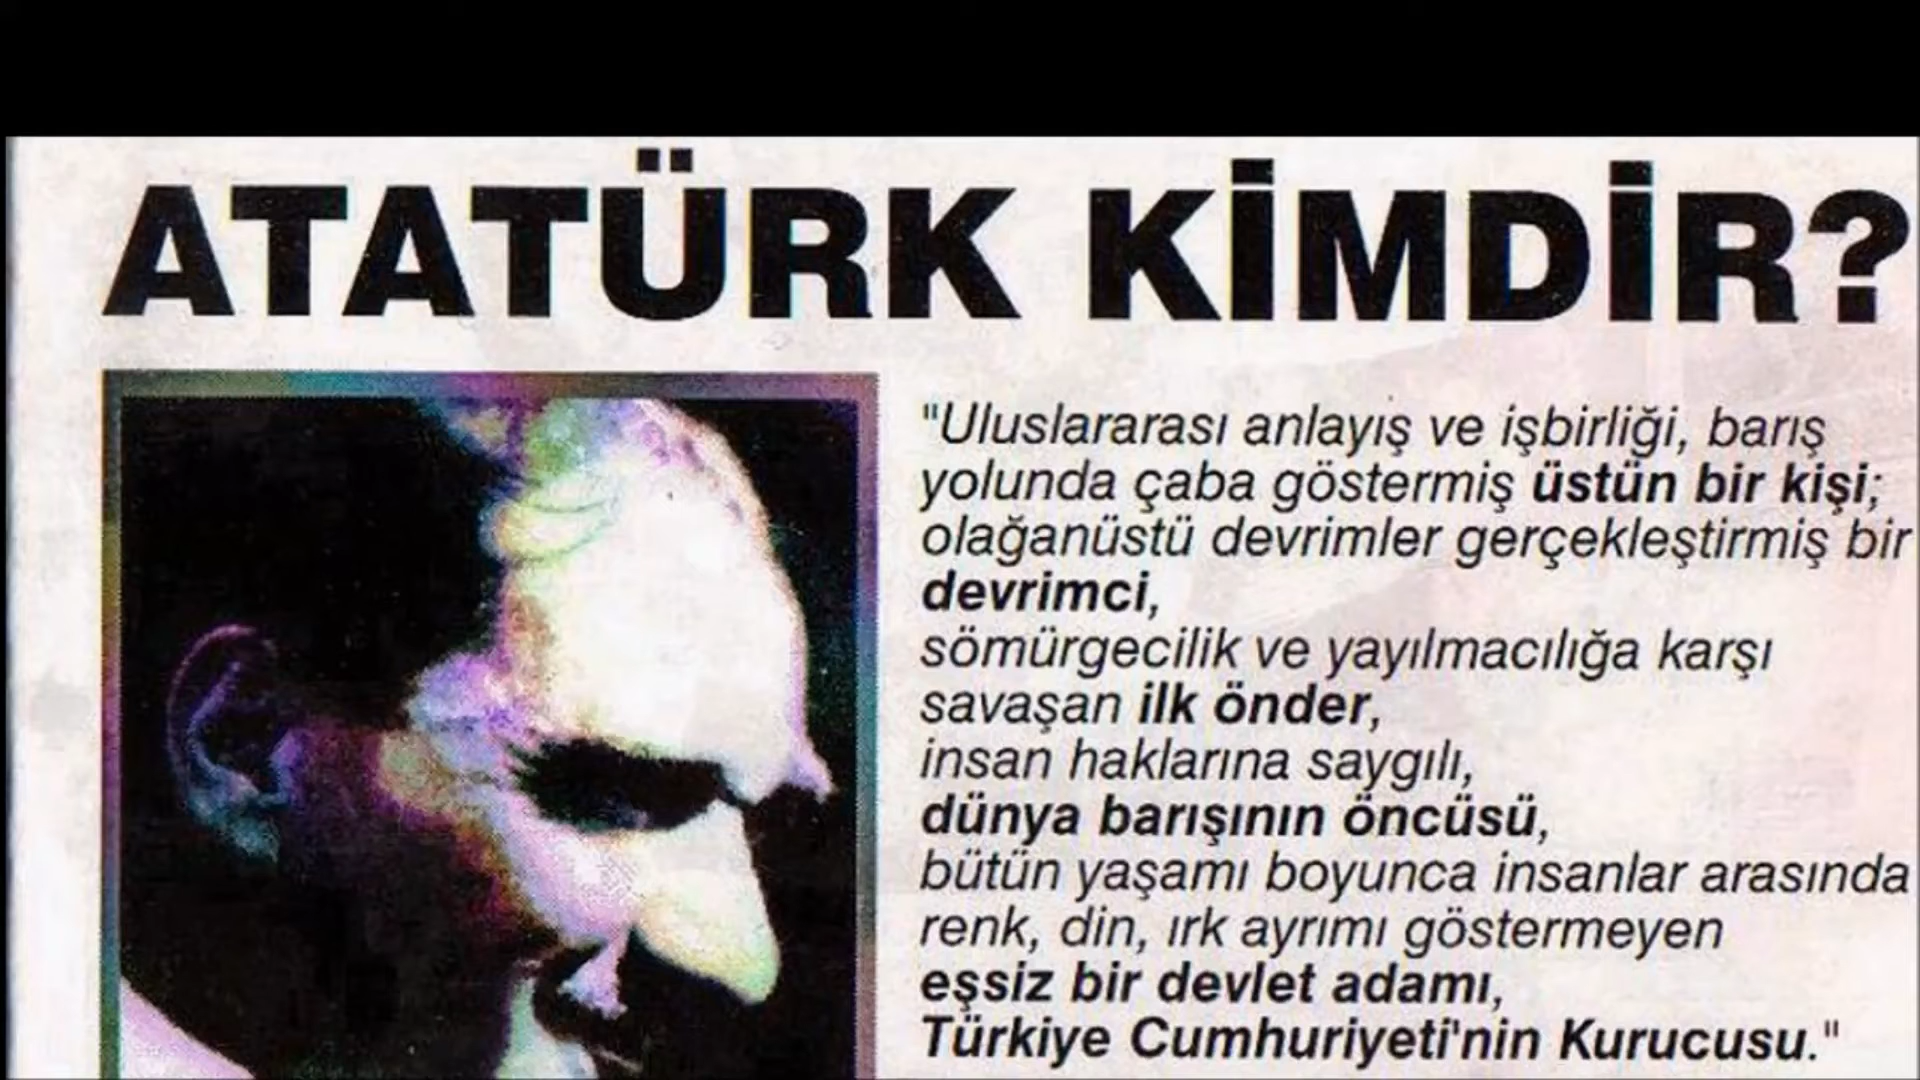 ATATÜRK KİMDİR?
"Uluslararası anlayış ve işbirliği, barış
yolunda çaba göstermiş üstün bir kişi;
olağanüstü devrimler gerçekleştirmiş bir
devrimci,
sömürgecilik ve yayılmacılığa karşı
savaşan ilk önder,
insan haklarına saygılı,
dünya barışının öncüsü,
bütün yaşamı boyunca insanlar arasında
renk, din, ırk ayrımı göstermeyen
eşsiz bir devlet adamı,
Türkiye Cumhuriyeti'nin Kurucusu."